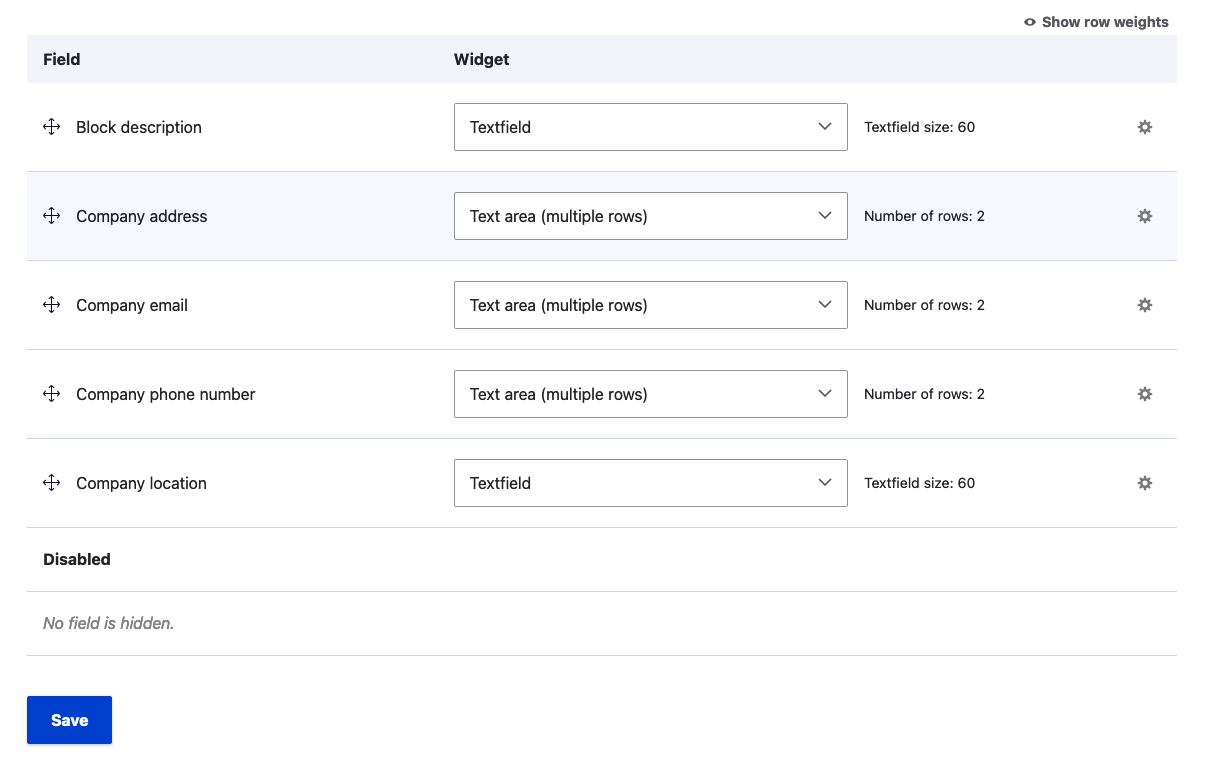 Show row weights
Field Widget
Block description Textfield Textfield size: 60
Company address Text area (multiple rows) Number of rows: 2
Company email Text area (multiple rows) Number of rows: 2
Company phone number Text area (multiple rows) Number of rows: 2
Company location Textfield Textfield size: 60
Disabled
No field is hidden.
Save